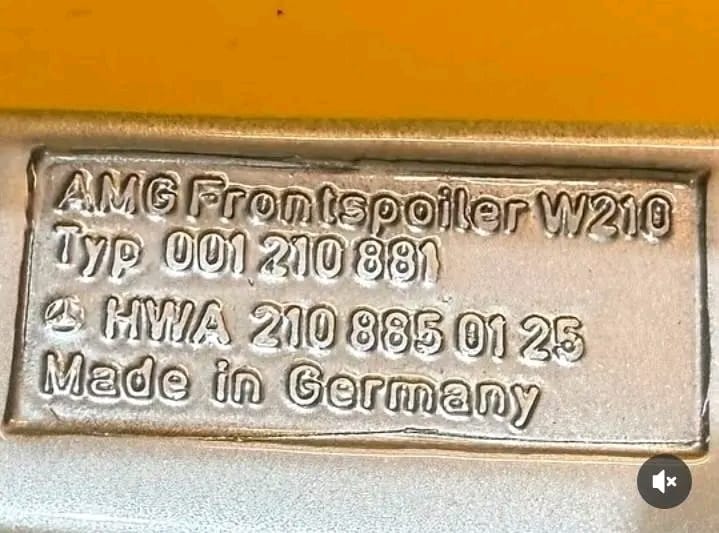 AMG Frontspoiler W210
Typ 001 210 881
HWA 210 885 01 25
Made in Germany